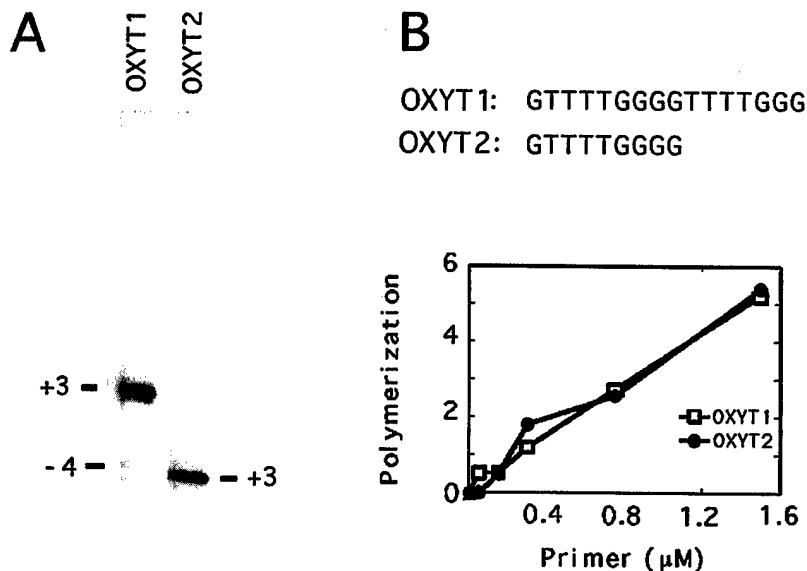 A
OXYT1
OXYT2
+3
-4
+3
B
OXYT1: GTTTTGGGGTTTTGGG
OXYT2: GTTTTGGGG
Polymerization
6
4
2
0
OXYT1
OXYT2
0.4
0.8
1.2
1.6
Primer (μM)